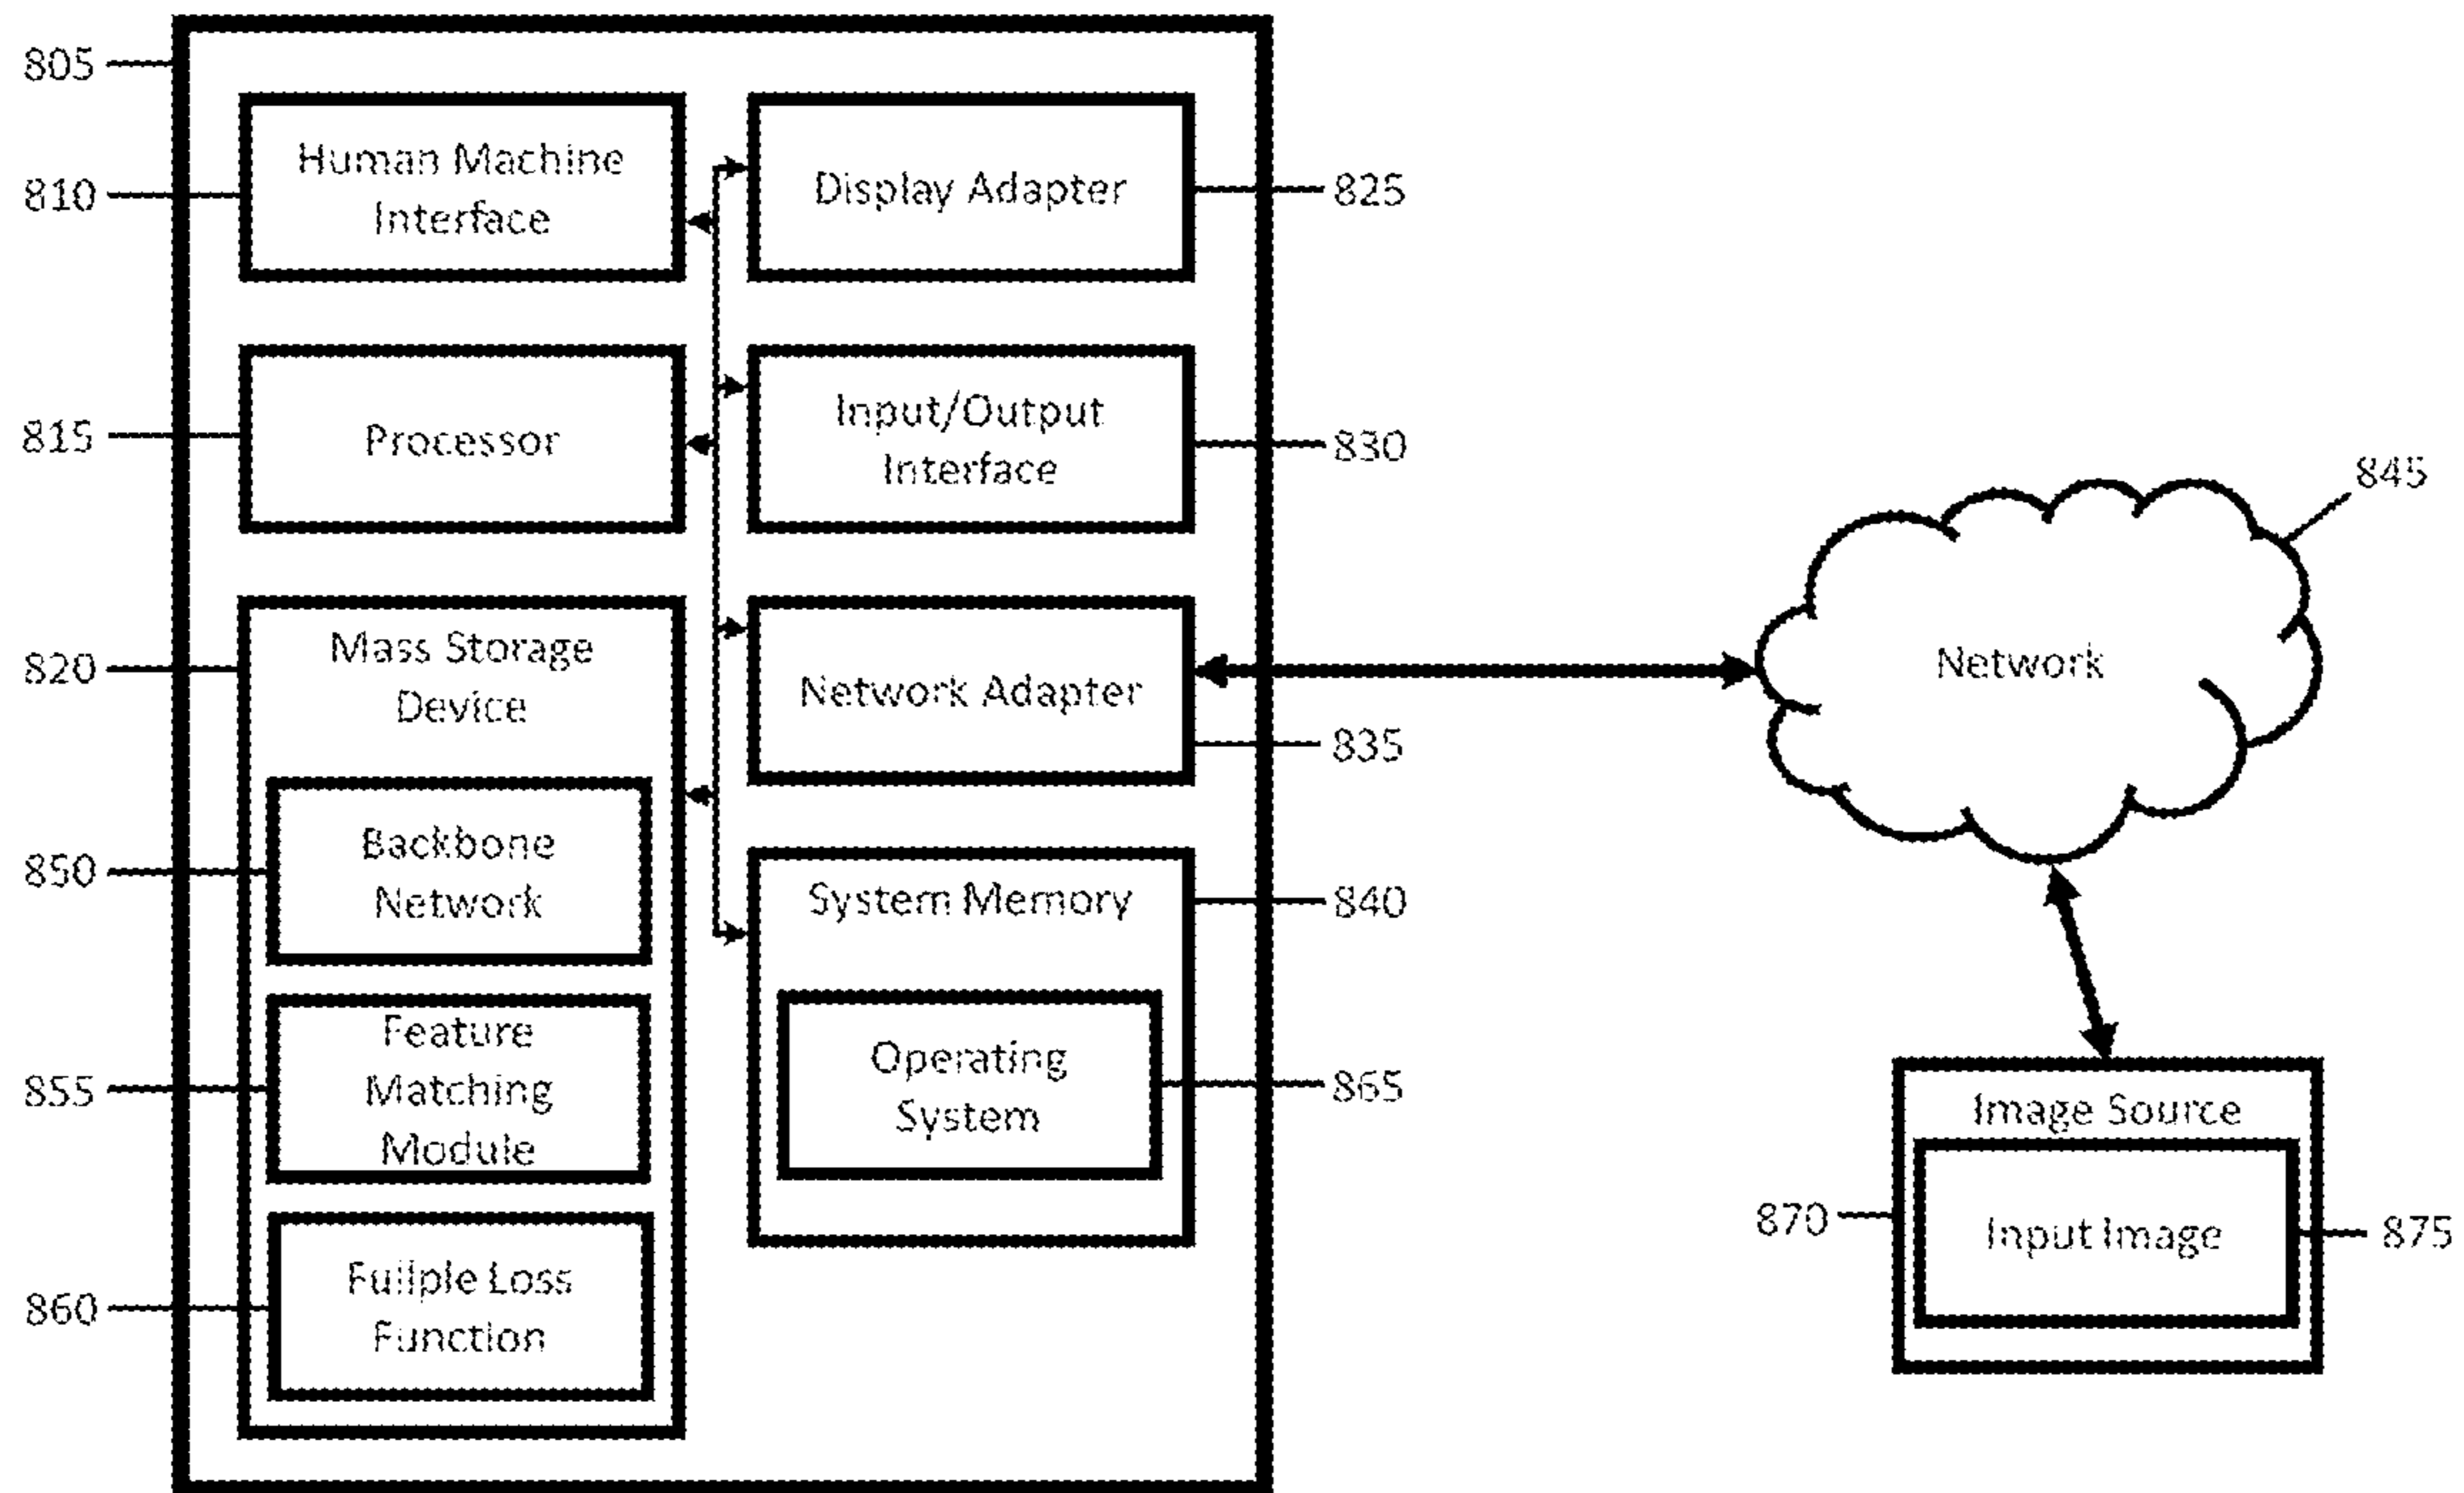 805
810
Human Machine
Interface
Display Adapter
825
815
Processor
Input/Output
Interface
830
845
820
Mass Storage
Device
Network Adapter
835
Network
850
Backbone
Network
System Memory
840
855
Feature
Matching
Module
Operating
System
865
Image Source
870
Input Image
875
860
Fullple Loss
Function